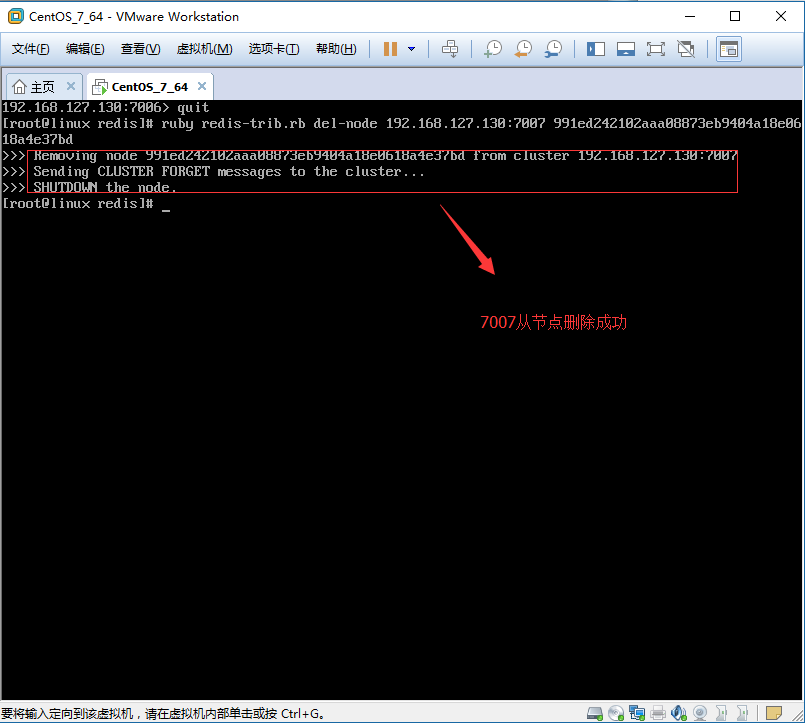 CentOS_7_64 - VMware Workstation
文件(F) 编辑(E) 查看(V) 虚拟机(M) 选项卡(T) 帮助(H)
主页 CentOS_7_64
192.168.127.130:7006> quit
[root@linux redis]# ruby redis-trib.rb del-node 192.168.127.130:7007 991ed242102aaa08873eb9404a18e06
18a4e37bd
>>> Removing node 991ed242102aaa08873eb9404a18e0618a4e37bd from cluster 192.168.127.130:7007
>>> Sending CLUSTER FORGET messages to the cluster...
>>> SHUTDOWN the node.
[root@linux redis]# _
7007从节点删除成功
要将输入定向到该虚拟机，请在虚拟机内部单击或按 Ctrl+G。